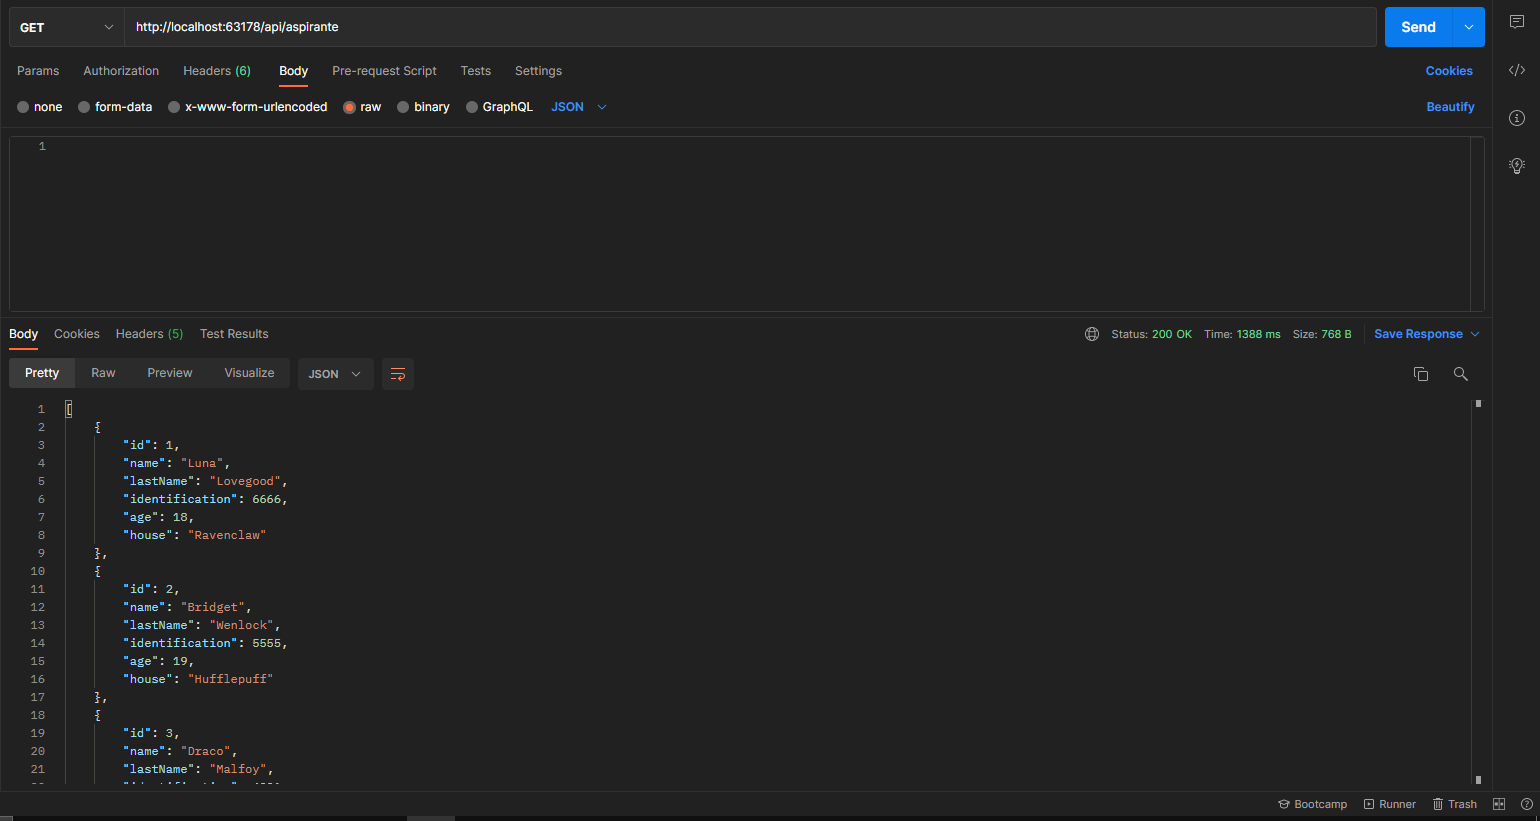 GET http://localhost:63178/api/aspirante Send
Params Authorization Headers (6) Body Pre-request Script Tests Settings Cookies
none form-data x-www-form-urlencoded raw binary GraphQL JSON Beautify
1
Body Cookies Headers (5) Test Results Status: 200 OK Time: 1388 ms Size: 768 B Save Response
Pretty Raw Preview Visualize JSON
1 [
2 {
3 "id": 1,
4 "name": "Luna",
5 "lastName": "Lovegood",
6 "identification": 6666,
7 "age": 18,
8 "house": "Ravenclaw"
9 },
10 {
11 "id": 2,
12 "name": "Bridget",
13 "lastName": "Wenlock",
14 "identification": 5555,
15 "age": 19,
16 "house": "Hufflepuff"
17 },
18 {
19 "id": 3,
20 "name": "Draco",
21 "lastName": "Malfoy",
Bootcamp Runner Trash